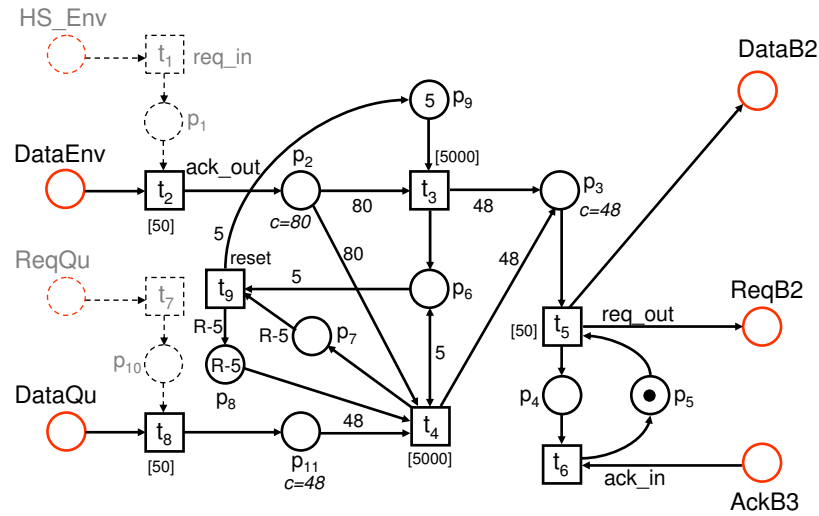 HS_Env
t1
req_in
DataB2
p1
5
p9
DataEnv
ack_out
p2
[5000]
t2
t3
p3
80
48
c=80
c=48
[50]
5
80
48
ReqQu
reset
5
p6
t7
t9
R-5
R-5
p7
ReqB2
[50]
t5
req_out
5
p10
R-5
p8
p4
p5
DataQu
t8
48
t4
p11
[50]
c=48
[5000]
t6
ack_in
AckB3